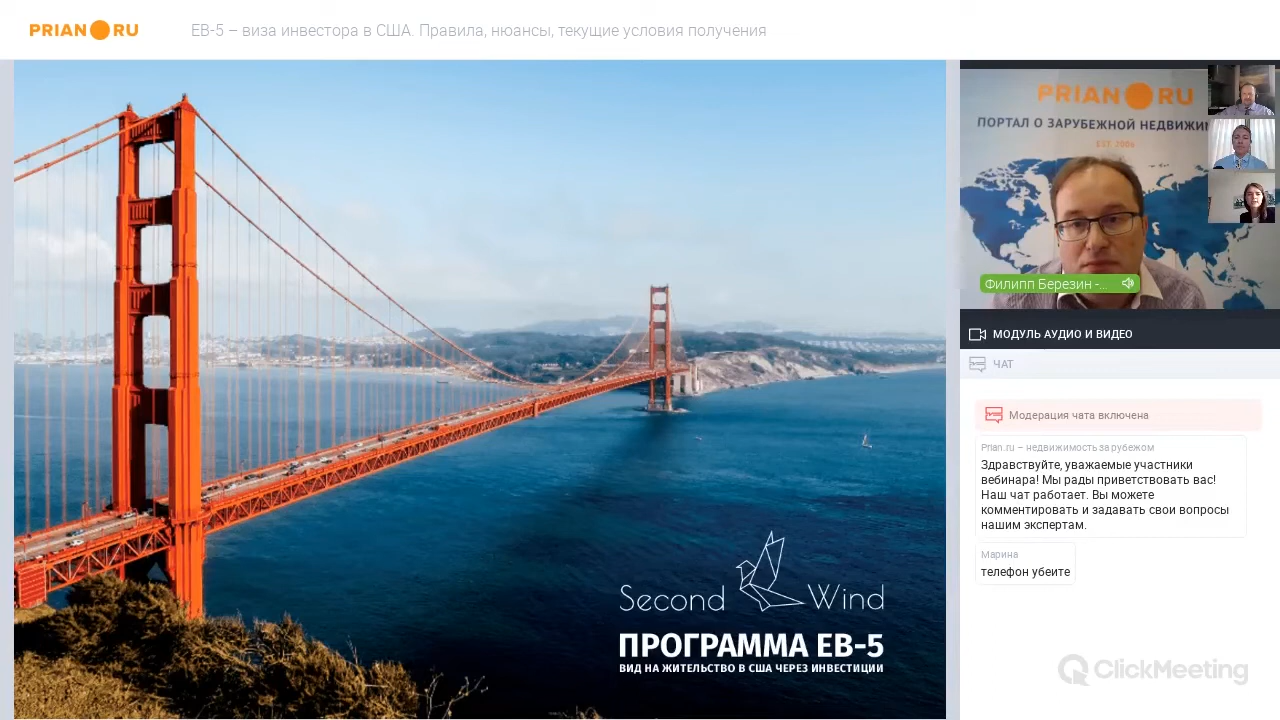 PRIAN RU
EB-5 – виза инвестора в США. Правила, нюансы, текущие условия получения
Second Wind
ПРОГРАММА EB-5
ВИД НА ЖИТЕЛЬСТВО В США ЧЕРЕЗ ИНВЕСТИЦИИ
PRIAN RU
ПОРТАЛ О ЗАРУБЕЖНОЙ НЕДВИЖИМ
EST. 2006
Филипп Березин -...
МОДУЛЬ АУДИО И ВИДЕО
ЧАТ
Модерация чата включена
Prian.ru – недвижимость за рубежом
Здравствуйте, уважаемые участники
вебинара! Мы рады приветствовать вас!
Наш чат работает. Вы можете
комментировать и задавать свои вопросы
нашим экспертам.
Марина
телефон убеите
ClickMeeting